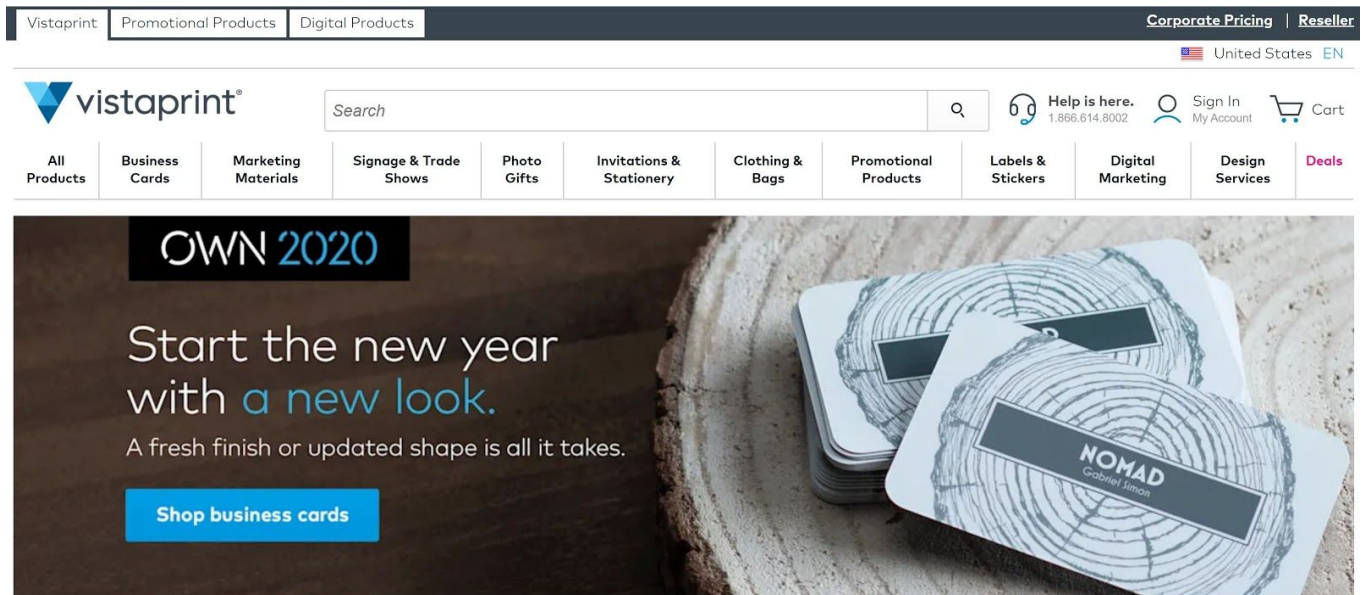 Vistaprint Promotional Products Digital Products Corporate Pricing | Reseller
United States EN
vistaprint®
Search
Help is here.
1.866.614.8002
Sign In
My Account
Cart
All Products
Business Cards
Marketing Materials
Signage & Trade Shows
Photo Gifts
Invitations & Stationery
Clothing & Bags
Promotional Products
Labels & Stickers
Digital Marketing
Design Services
Deals
OWN 2020
Start the new year
with a new look.
A fresh finish or updated shape is all it takes.
Shop business cards
NOMAD
Gabriel Simon